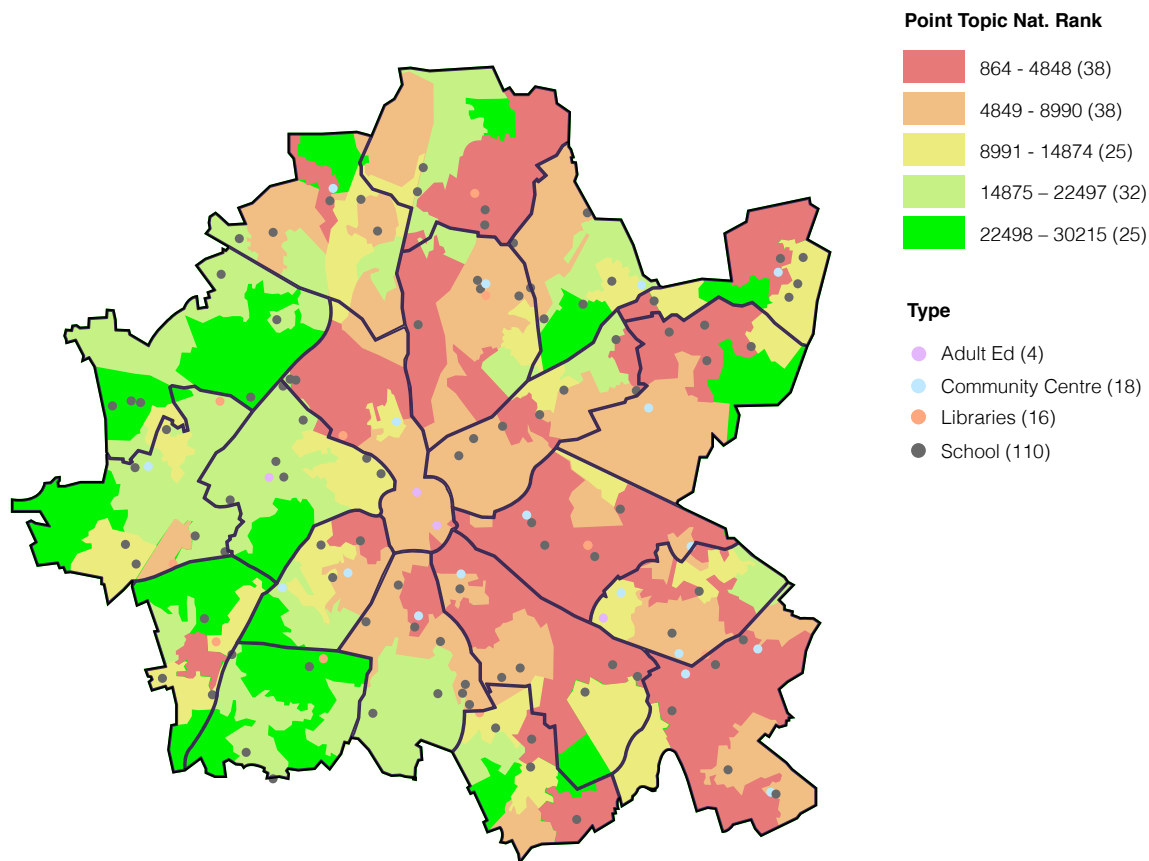 Point Topic Nat. Rank
864 - 4848 (38)
4849 - 8990 (38)
8991 - 14874 (25)
14875 – 22497 (32)
22498 – 30215 (25)
Type
Adult Ed (4)
Community Centre (18)
Libraries (16)
School (110)